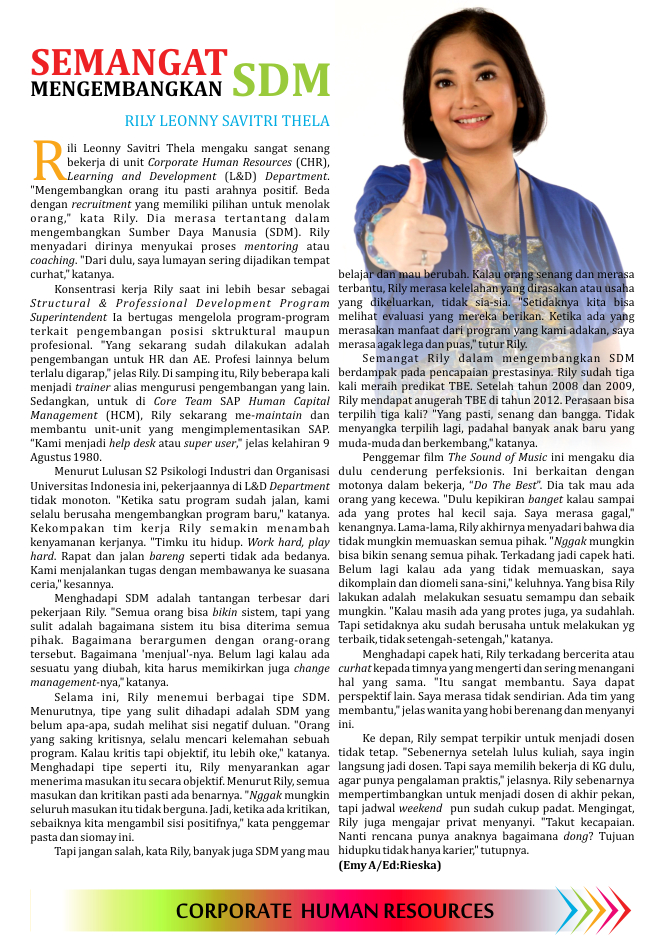 SEMANGAT
MENGEMBANGKAN SDM
RILY LEONNY SAVITRI THELA
Rili Leonny Savitri Thela mengaku sangat senang
bekerja di unit Corporate Human Resources (CHR),
Learning and Development (L&D) Department.
"Mengembangkan orang itu pasti arahnya positif. Beda
dengan recruitment yang memiliki pilihan untuk menolak
orang," kata Rily. Dia merasa tertantang dalam
mengembangkan Sumber Daya Manusia (SDM). Rily
menyadari dirinya menyukai proses mentoring atau
coaching. "Dari dulu, saya lumayan sering dijadikan tempat
curhat," katanya.
Konsentrasi kerja Rily saat ini lebih besar sebagai
Structural & Professional Development Program
Superintendent Ia bertugas mengelola program-program
terkait pengembangan posisi sktruktural maupun
profesional. "Yang sekarang sudah dilakukan adalah
pengembangan untuk HR dan AE. Profesi lainnya belum
terlalu digarap," jelas Rily. Di samping itu, Rily beberapa kali
menjadi trainer alias mengurusi pengembangan yang lain.
Sedangkan, untuk di Core Team SAP Human Capital
Management (HCM), Rily sekarang me-maintain dan
membantu unit-unit yang mengimplementasikan SAP.
"Kami menjadi help desk atau super user," jelas kelahiran 9
Agustus 1980.
Menurut Lulusan S2 Psikologi Industri dan Organisasi
Universitas Indonesia ini, pekerjaannya di L&D Department
tidak monoton. "Ketika satu program sudah jalan, kami
selalu berusaha mengembangkan program baru," katanya.
Kekompakan tim kerja Rily semakin menambah
kenyamanan kerjanya. "Timku itu hidup. Work hard, play
hard. Rapat dan jalan bareng seperti tidak ada bedanya.
Kami menjalankan tugas dengan membawanya ke suasana
ceria," kesannya.
Menghadapi SDM adalah tantangan terbesar dari
pekerjaan Rily. "Semua orang bisa bikin sistem, tapi yang
sulit adalah bagaimana sistem itu bisa diterima semua
pihak. Bagaimana berargumen dengan orang-orang
tersebut. Bagaimana 'menjual'-nya. Belum lagi kalau ada
sesuatu yang diubah, kita harus memikirkan juga change
management-nya," katanya.
Selama ini, Rily menemui berbagai tipe SDM.
Menurutnya, tipe yang sulit dihadapi adalah SDM yang
belum apa-apa, sudah melihat sisi negatif duluan. "Orang
yang saking kritisnya, selalu mencari kelemahan sebuah
program. Kalau kritis tapi objektif, itu lebih oke," katanya.
Menghadapi tipe seperti itu, Rily menyarankan agar
menerima masukan itu secara objektif. Menurut Rily, semua
masukan dan kritikan pasti ada benarnya. "Nggak mungkin
seluruh masukan itu tidak berguna. Jadi, ketika ada kritikan,
sebaiknya kita mengambil sisi positifnya," kata penggemar
pasta dan siomay ini.
Tapi jangan salah, kata Rily, banyak juga SDM yang mau
belajar dan mau berubah. Kalau orang senang dan merasa
terbantu, Rily merasa kelelahan yang dirasakan atau usaha
yang dikeluarkan, tidak sia-sia. "Setidaknya kita bisa
melihat evaluasi yang mereka berikan. Ketika ada yang
merasakan manfaat dari program yang kami adakan, saya
merasa agak lega dan puas," tutur Rily.
Semangat Rily dalam mengembangkan SDM
berdampak pada pencapaian prestasinya. Rily sudah tiga
kali meraih predikat TBE. Setelah tahun 2008 dan 2009,
Rily mendapat anugerah TBE di tahun 2012. Perasaan bisa
terpilih tiga kali? "Yang pasti, senang dan bangga. Tidak
menyangka terpilih lagi, padahal banyak anak baru yang
muda-muda dan berkembang," katanya.
Penggemar film The Sound of Music ini mengaku dia
dulu cenderung perfeksionis. Ini berkaitan dengan
motonya dalam bekerja, "Do The Best". Dia tak mau ada
orang yang kecewa. "Dulu kepikiran banget kalau sampai
ada yang protes hal kecil saja. Saya merasa gagal,"
kenangnya. Lama-lama, Rily akhirnya menyadari bahwa dia
tidak mungkin memuaskan semua pihak. "Nggak mungkin
bisa bikin senang semua pihak. Terkadang jadi capek hati.
Belum lagi kalau ada yang tidak memuaskan, saya
dikomplain dan diomeli sana-sini," keluhnya. Yang bisa Rily
lakukan adalah melakukan sesuatu semampu dan sebaik
mungkin. "Kalau masih ada yang protes juga, ya sudahlah.
Tapi setidaknya aku sudah berusaha untuk melakukan yg
terbaik, tidak setengah-setengah," katanya.
Menghadapi capek hati, Rily terkadang bercerita atau
curhat kepada timnya yang mengerti dan sering menangani
hal yang sama. "Itu sangat membantu. Saya dapat
perspektif lain. Saya merasa tidak sendirian. Ada tim yang
membantu," jelas wanita yang hobi berenang dan menyanyi
ini.
Ke depan, Rily sempat terpikir untuk menjadi dosen
tidak tetap. "Sebenernya setelah lulus kuliah, saya ingin
langsung jadi dosen. Tapi saya memilih bekerja di KG dulu,
agar punya pengalaman praktis," jelasnya. Rily sebenarnya
mempertimbangkan untuk menjadi dosen di akhir pekan,
tapi jadwal weekend pun sudah cukup padat. Mengingat,
Rily juga mengajar privat menyanyi. "Takut kecapaian.
Nanti rencana punya anaknya bagaimana dong? Tujuan
hidupku tidak hanya karier," tutupnya.
(Emy A/Ed:Rieska)
CORPORATE HUMAN RESOURCES